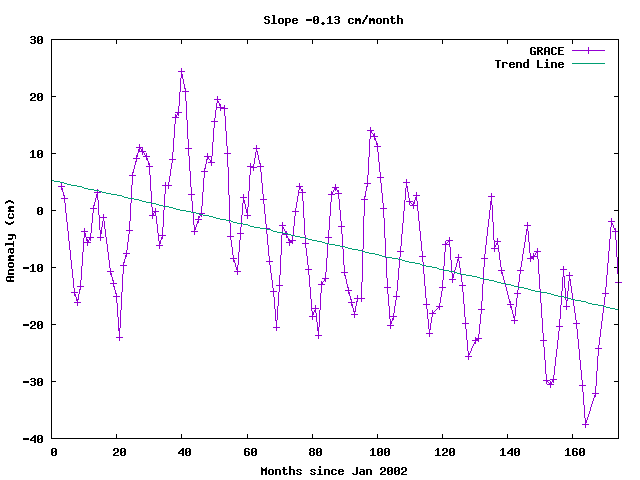 Slope -0.13 cm/month
GRACE
Trend Line
30
20
10
0
-10
-20
-30
-40
Anomaly (cm)
0 20 40 60 80 100 120 140 160
Months since Jan 2002